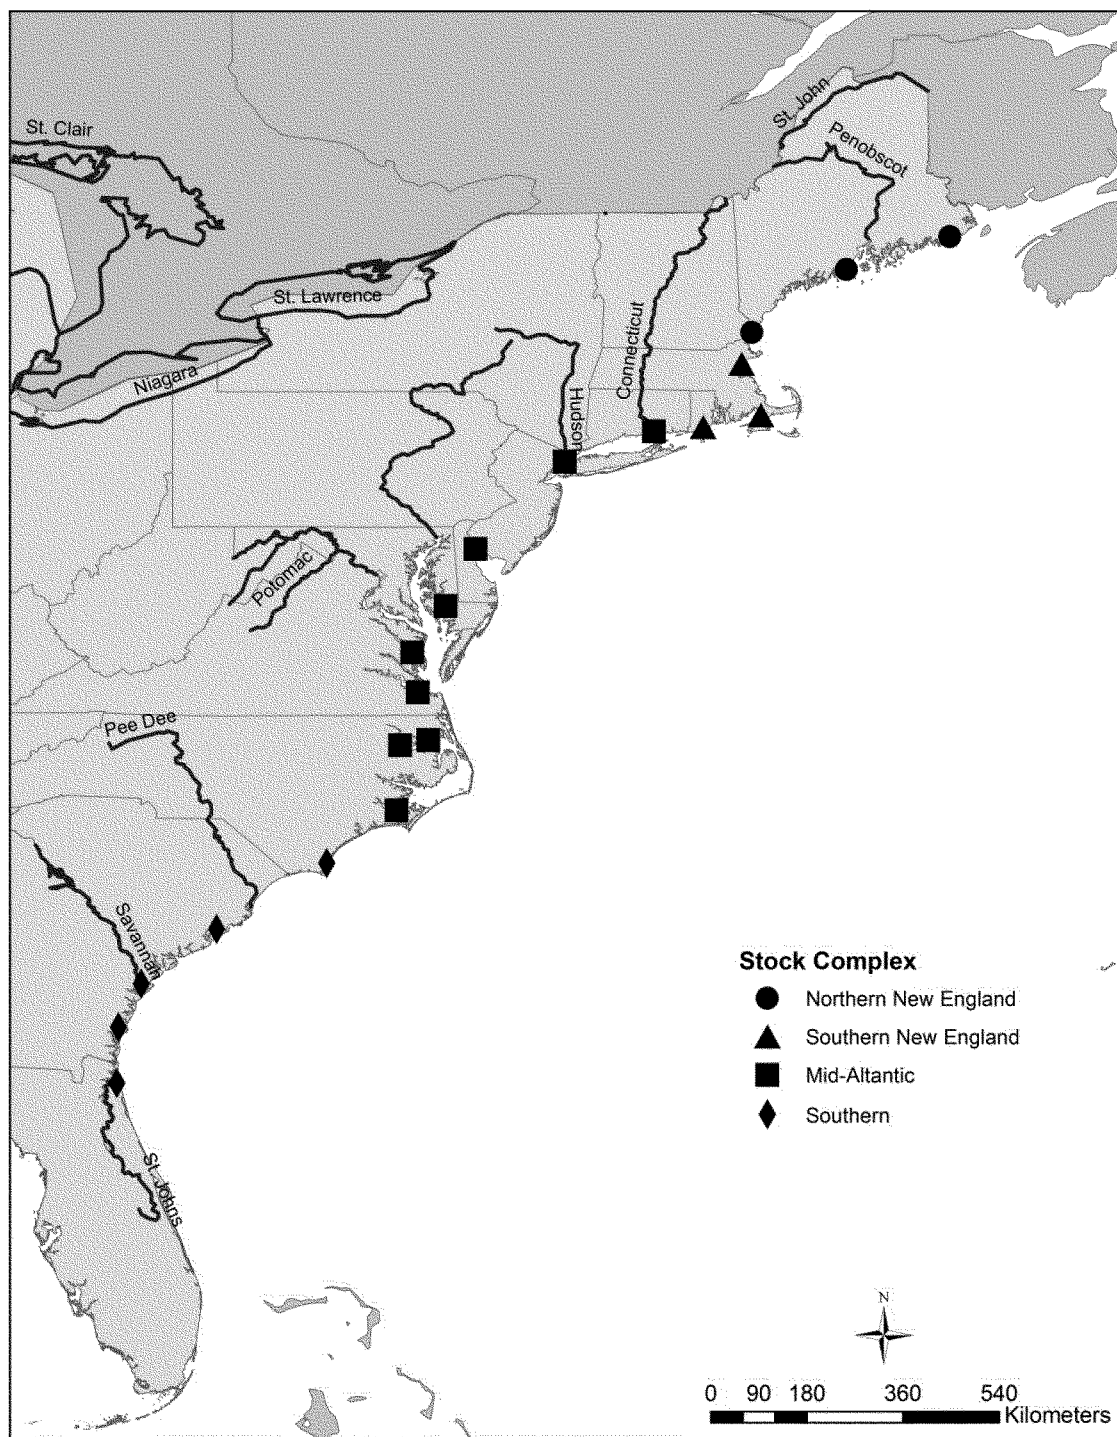 St. Clair
St. John
Penobscot
St. Lawrence
Connecticut
Niagara
Hudson
Potomac
Pee Dee
Savannah
Stock Complex
Northern New England
Southern New England
Mid-Altantic
Southern
St. Johns
N
0 90 180 360 540
Kilometers